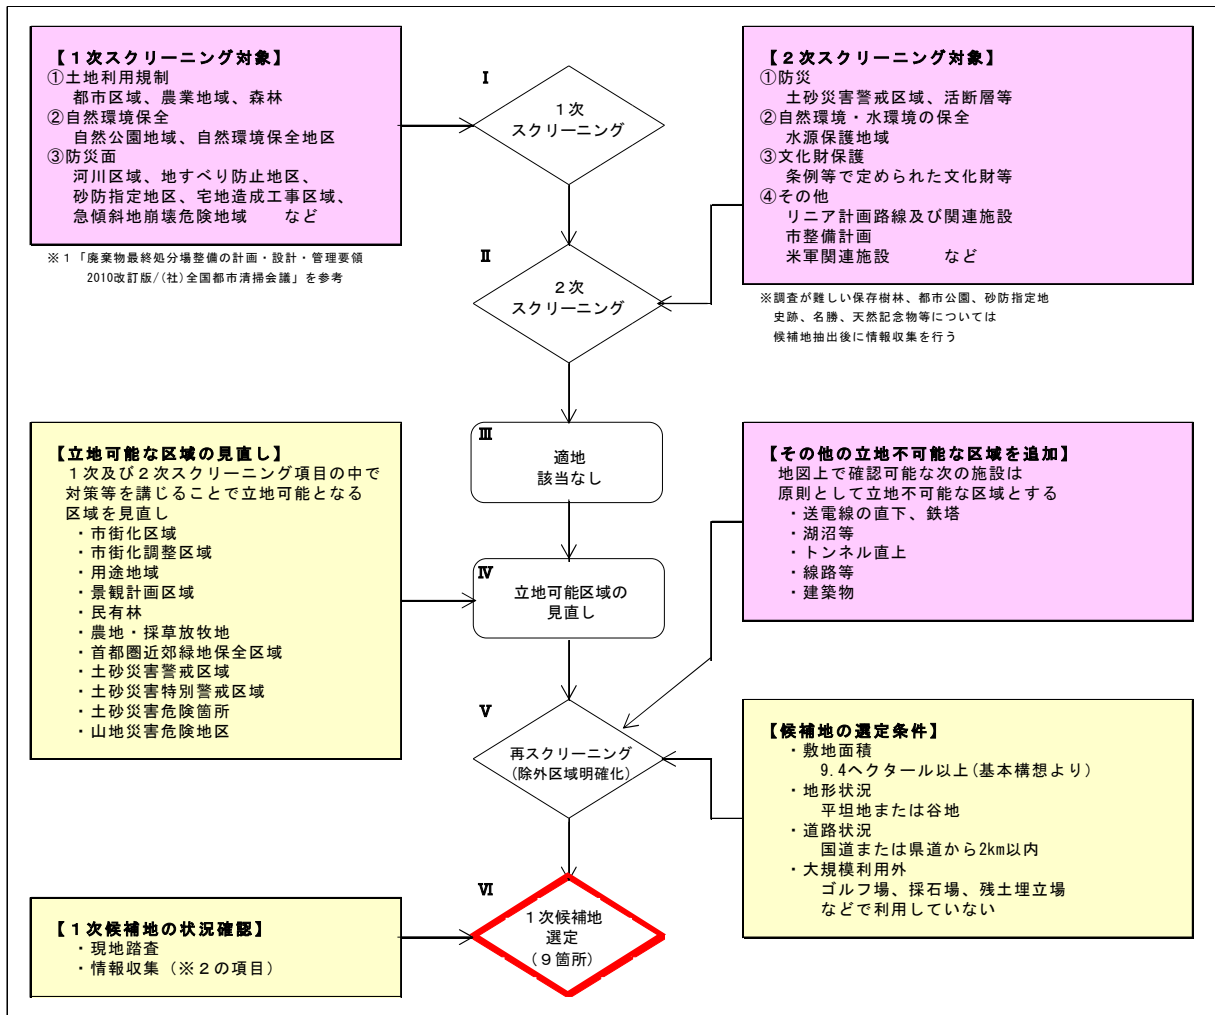 【１次スクリーニング対象】
①土地利用規制
都市区域、農業地域、森林
②自然環境保全
自然公園地域、自然環境保全地区
③防災面
河川区域、地すべり防止地区、
砂防指定地区、宅地造成工事区域、
急傾斜地崩壊危険地域　　など
※１「廃棄物最終処分場整備の計画・設計・管理要領
2010改訂版/(社)全国都市清掃会議」を参考
Ⅰ
１次
スクリーニング
【２次スクリーニング対象】
①防災
土砂災害警戒区域、活断層等
②自然環境・水環境の保全
水源保護地域
③文化財保護
条例等で定められた文化財等
④その他
リニア計画路線及び関連施設
市整備計画
米軍関連施設　　　など
※調査が難しい保存樹林、都市公園、砂防指定地
史跡、名勝、天然記念物等については
候補地抽出後に情報収集を行う
Ⅱ
２次
スクリーニング
Ⅲ
適地
該当なし
【立地可能な区域の見直し】
１次及び２次スクリーニング項目の中で
対策等を講じることで立地可能となる
区域を見直し
・市街化区域
・市街化調整区域
・用途地域
・景観計画区域
・民有林
・農地・採草放牧地
・首都圏近郊緑地保全区域
・土砂災害警戒区域
・土砂災害特別警戒区域
・土砂災害危険箇所
・山地災害危険地区
Ⅳ
立地可能区域の
見直し
【その他の立地不可能な区域を追加】
地図上で確認可能な次の施設は
原則として立地不可能な区域とする
・送電線の直下、鉄塔
・湖沼等
・トンネル直上
・線路等
・建築物
Ⅴ
再スクリーニング
(除外区域明確化)
【候補地の選定条件】
・敷地面積
9.4ヘクタール以上(基本構想より)
・地形状況
平坦地または谷地
・道路状況
国道または県道から2km以内
・大規模利用外
ゴルフ場、採石場、残土埋立場
などで利用していない
【１次候補地の状況確認】
・現地踏査
・情報収集（※２の項目）
Ⅵ
１次候補地
選定
(９箇所)